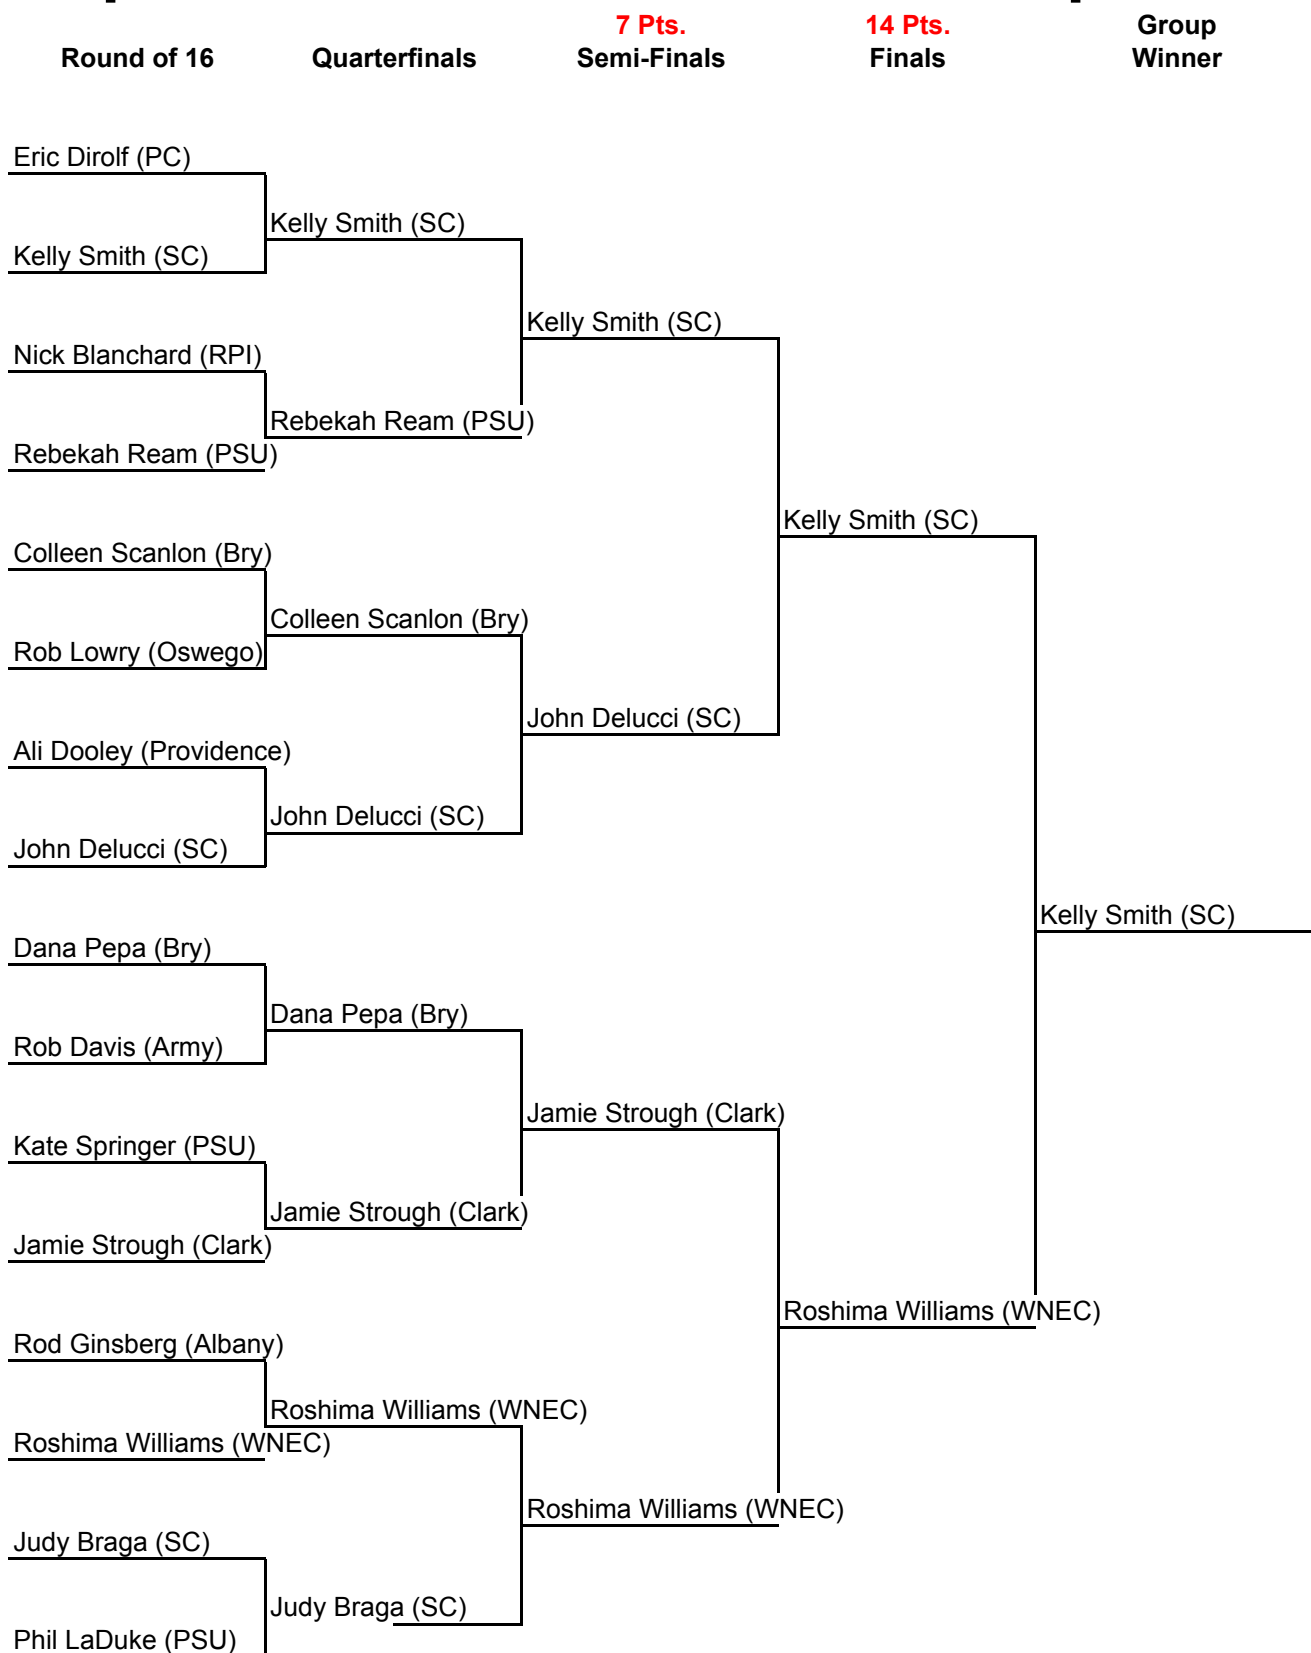 7 Pts. 14 Pts. Group
Round of 16 Quarterfinals Semi-Finals Finals Winner
Eric Dirolf (PC)
Kelly Smith (SC)
Kelly Smith (SC)
Kelly Smith (SC)
Nick Blanchard (RPI)
Rebekah Ream (PSU)
Rebekah Ream (PSU)
Kelly Smith (SC)
Colleen Scanlon (Bry)
Colleen Scanlon (Bry)
Rob Lowry (Oswego)
John Delucci (SC)
Ali Dooley (Providence)
John Delucci (SC)
John Delucci (SC)
Kelly Smith (SC)
Dana Pepa (Bry)
Dana Pepa (Bry)
Rob Davis (Army)
Jamie Strough (Clark)
Kate Springer (PSU)
Jamie Strough (Clark)
Jamie Strough (Clark)
Roshima Williams (WNEC)
Rod Ginsberg (Albany)
Roshima Williams (WNEC)
Roshima Williams (WNEC)
Roshima Williams (WNEC)
Judy Braga (SC)
Judy Braga (SC)
Phil LaDuke (PSU)